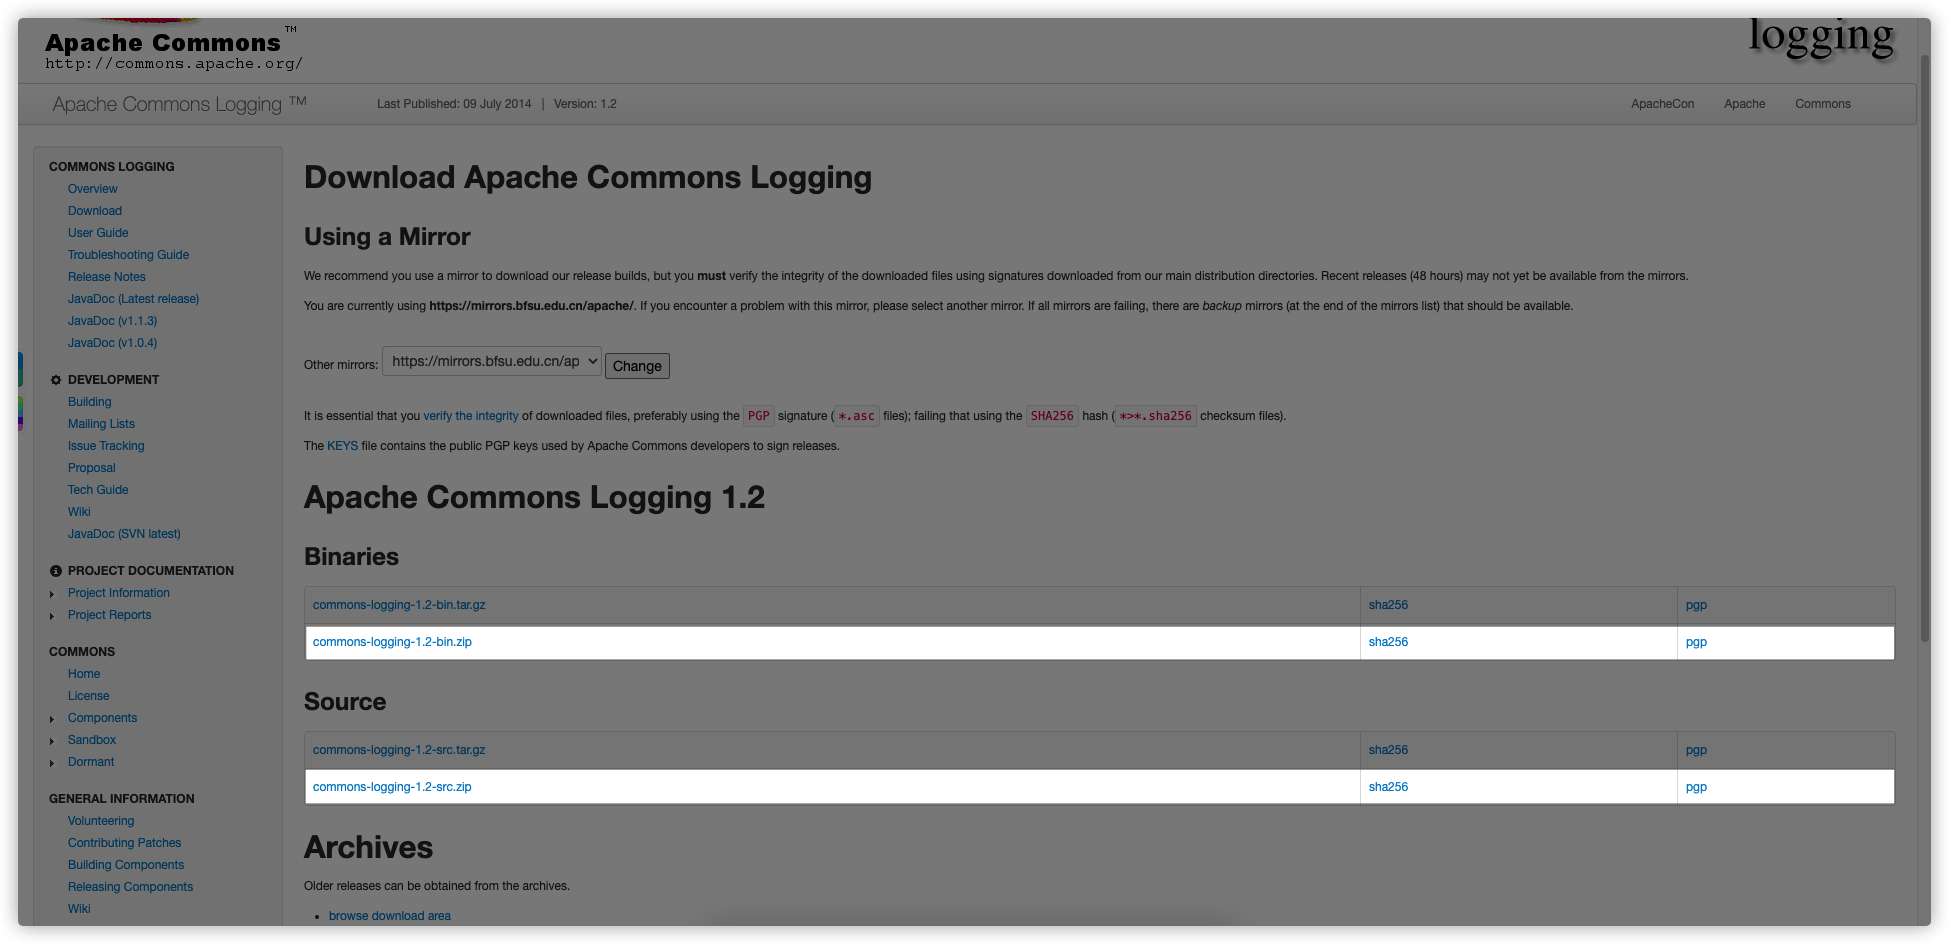 Apache Commons™
http://commons.apache.org/
logging
Apache Commons Logging ™
Last Published: 09 July 2014 | Version: 1.2
ApacheCon Apache Commons
COMMONS LOGGING
Overview
Download
User Guide
Troubleshooting Guide
Release Notes
JavaDoc (Latest release)
JavaDoc (v1.1.3)
JavaDoc (v1.0.4)
DEVELOPMENT
Building
Mailing Lists
Issue Tracking
Proposal
Tech Guide
Wiki
JavaDoc (SVN latest)
PROJECT DOCUMENTATION
Project Information
Project Reports
COMMONS
Home
License
Components
Sandbox
Dormant
GENERAL INFORMATION
Volunteering
Contributing Patches
Building Components
Releasing Components
Wiki
Download Apache Commons Logging
Using a Mirror
We recommend you use a mirror to download our release builds, but you must verify the integrity of the downloaded files using signatures downloaded from our main distribution directories. Recent releases (48 hours) may not yet be available from the mirrors.
You are currently using https://mirrors.bfsu.edu.cn/apache/. If you encounter a problem with this mirror, please select another mirror. If all mirrors are failing, there are backup mirrors (at the end of the mirrors list) that should be available.
Other mirrors: https://mirrors.bfsu.edu.cn/ap Change
It is essential that you verify the integrity of downloaded files, preferably using the PGP signature (*.asc files); failing that using the SHA256 hash (*>*.sha256 checksum files).
The KEYS file contains the public PGP keys used by Apache Commons developers to sign releases.
Apache Commons Logging 1.2
Binaries
commons-logging-1.2-bin.tar.gz sha256 pgp
commons-logging-1.2-bin.zip sha256 pgp
Source
commons-logging-1.2-src.tar.gz sha256 pgp
commons-logging-1.2-src.zip sha256 pgp
Archives
Older releases can be obtained from the archives.
• browse download area